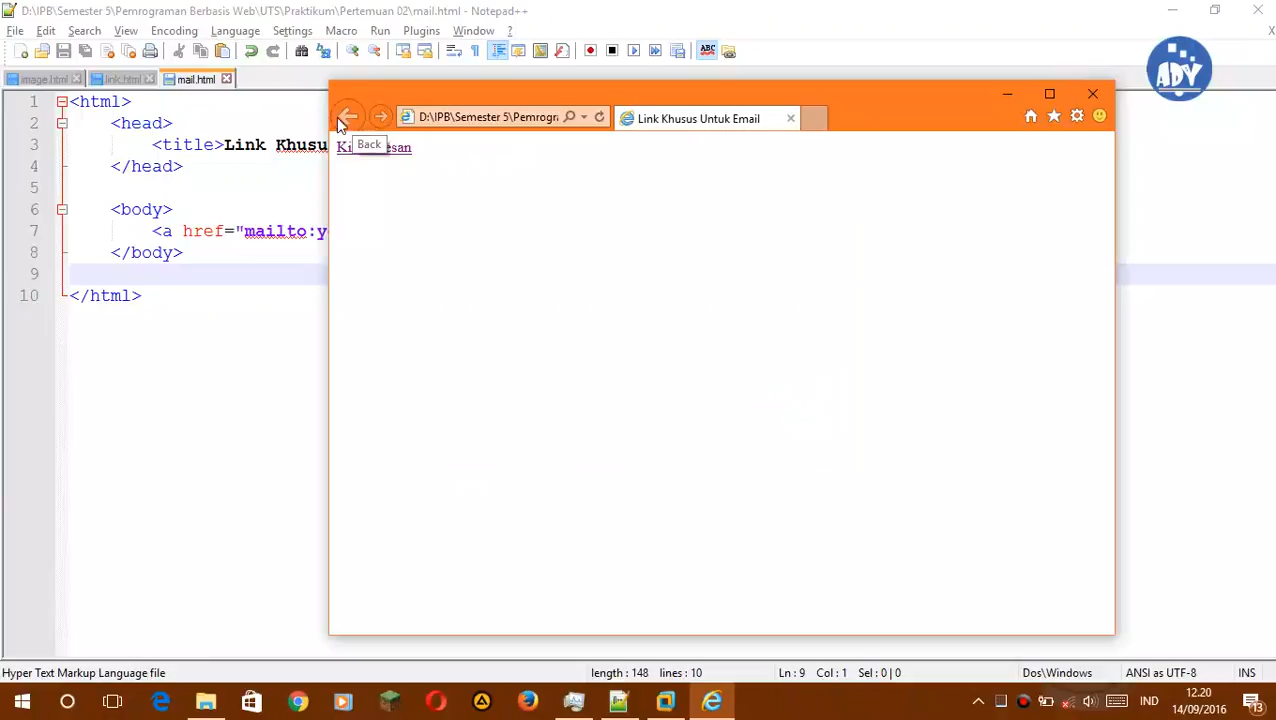 D:\IPB\Semester 5\Pemrograman Berbasis Web\UTS\Praktikum\Pertemuan 02\mail.html - Notepad++
File Edit Search View Encoding Language Settings Macro Run Plugins Window ? X
ABC
ADY
image.html link.html mail.html
D:\IPB\Semester 5\Pemrogr Link Khusus Untuk Email
Back
1 <html>
2 <head>
3 <title>Link Khusu
4 </head>
5
6 <body>
7 <a href="mailto:y
8 </body>
9
10 </html>
Hyper Text Markup Language file length : 148 lines : 10 Ln : 9 Col : 1 Sel : 0 | 0 Dos\Windows ANSI as UTF-8 INS
IND 12.20
14/09/2016 13